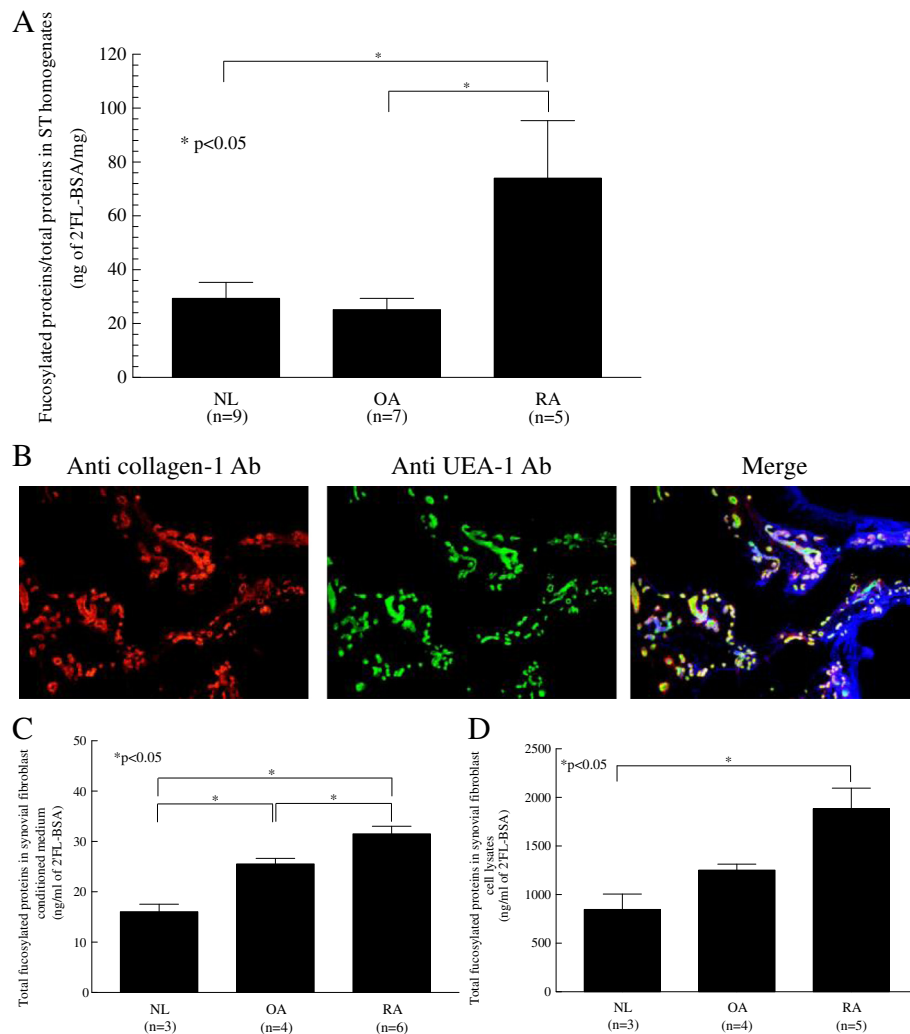 A
Fucosylated proteins/total proteins in ST homogenates
(ng of 2'FL-BSA/mg)
120
100
80
60
40
20
0
* p<0.05
*
*
NL
(n=9)
OA
(n=7)
RA
(n=5)
B
Anti collagen-1 Ab
Anti UEA-1 Ab
Merge
C
Total fucosylated proteins in synovial fibroblast
conditioned medium
(ng/ml of 2'FL-BSA)
50
40
30
20
10
0
*p<0.05
*
*
*
NL
(n=3)
OA
(n=4)
RA
(n=6)
D
Total fucosylated proteins in synovial fibroblast
cell lysates
(ng/ml of 2'FL-BSA)
2500
2000
1500
1000
500
0
*p<0.05
*
NL
(n=3)
OA
(n=4)
RA
(n=5)